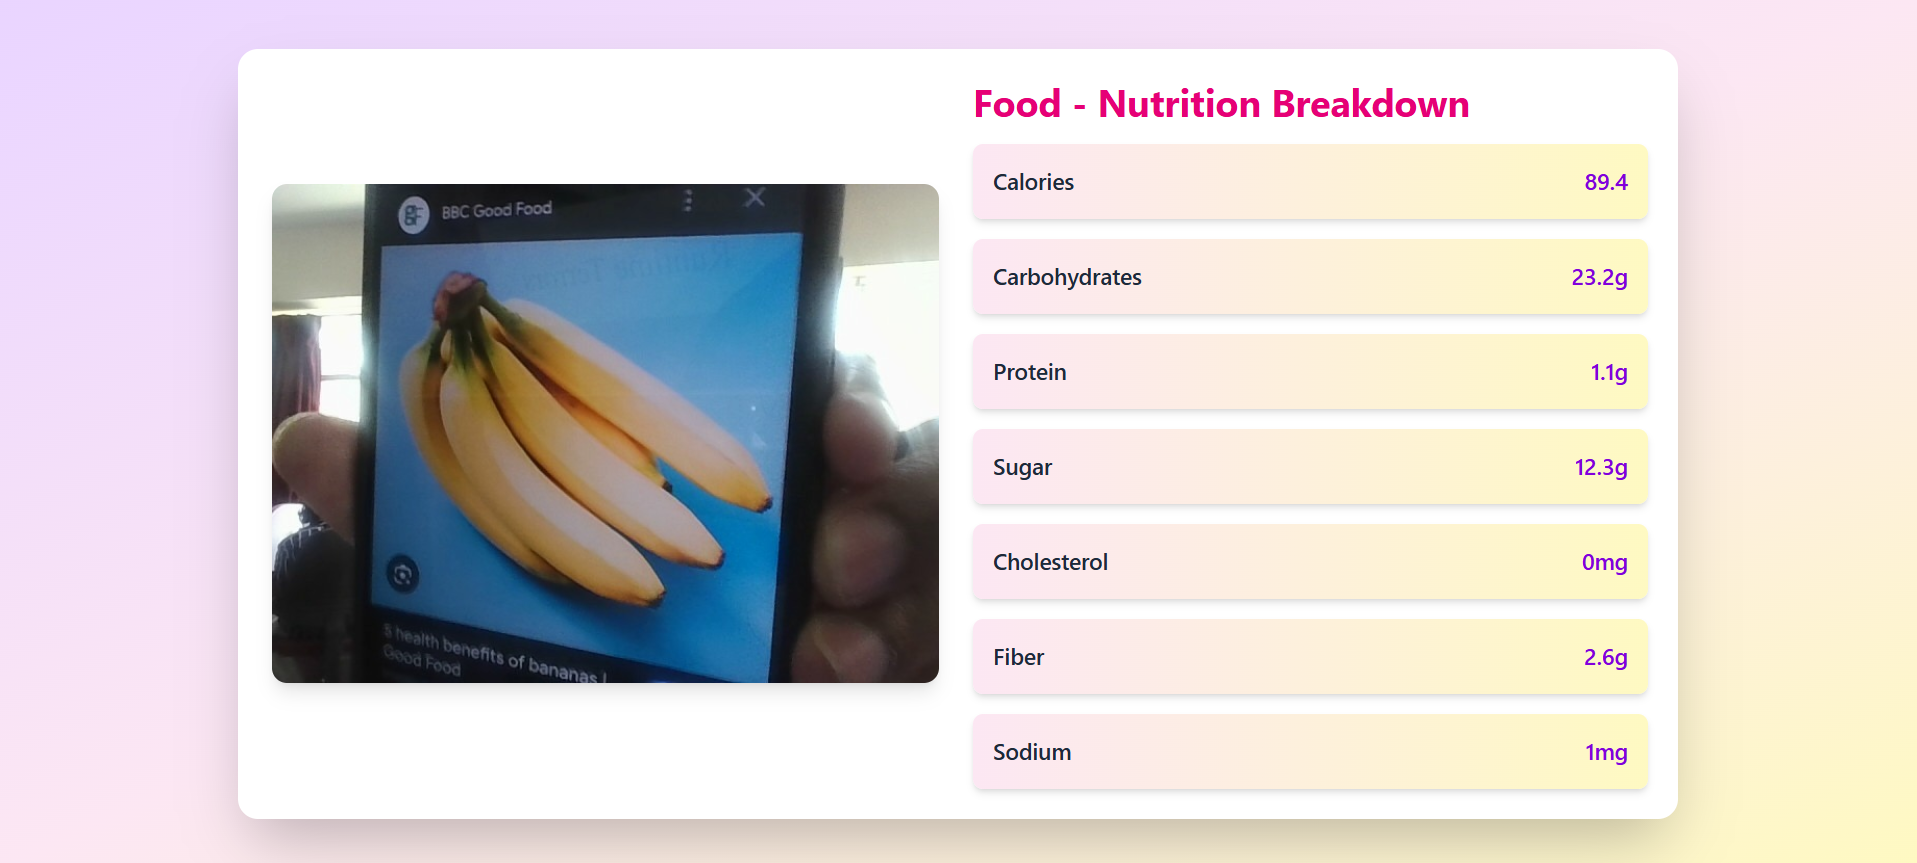 Food - Nutrition Breakdown
BF
BBC Good Food
5 health benefits of bananas |
Good Food
Calories 89.4
Carbohydrates 23.2g
Protein 1.1g
Sugar 12.3g
Cholesterol 0mg
Fiber 2.6g
Sodium 1mg